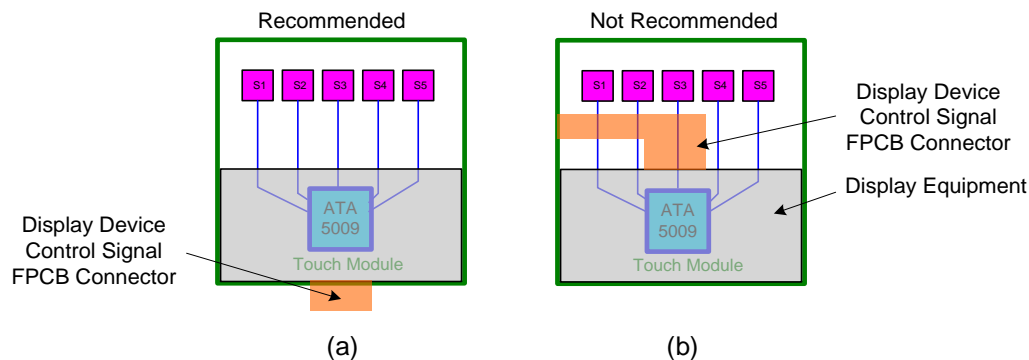 Recommended
S1 S2 S3 S4 S5
ATA
5009
Touch Module
Display Device
Control Signal
FPCB Connector
(a)
Not Recommended
S1 S2 S3 S4 S5
Display Device
Control Signal
FPCB Connector
Display Equipment
ATA
5009
Touch Module
(b)